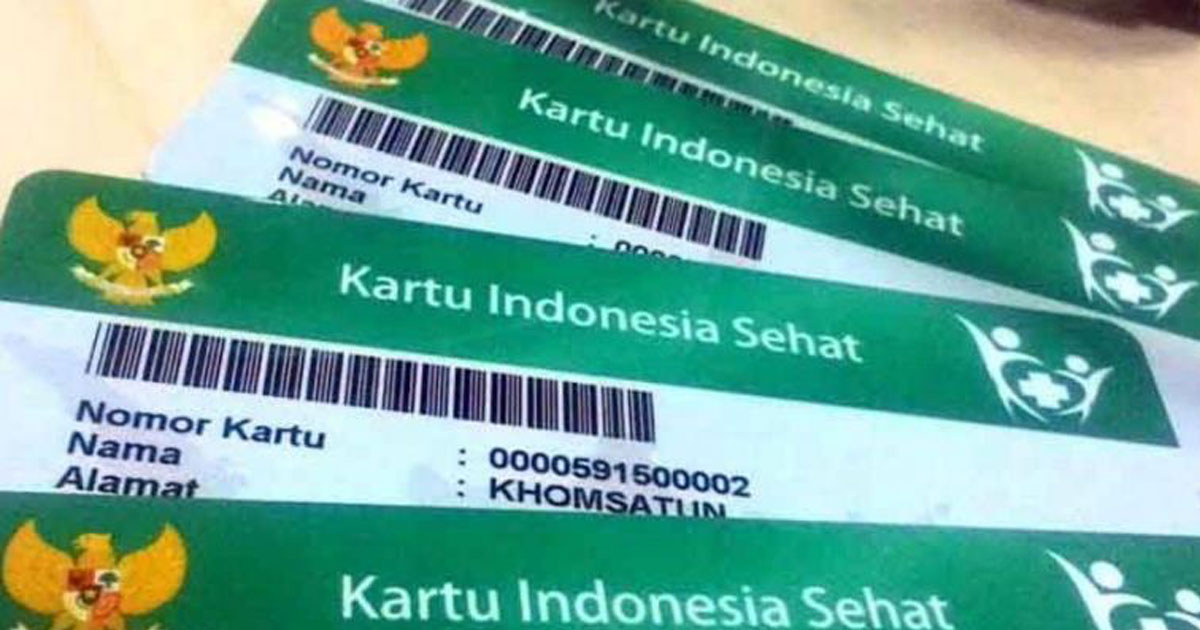 Kartu Indonesia Sehat
Kartu Indonesia Sehat
Nomor Kartu
Nama
Kartu Indonesia Sehat
Nomor Kartu : 0000591500002
Nama : KHOMSATUN
Alamat
Kartu Indonesia Sehat